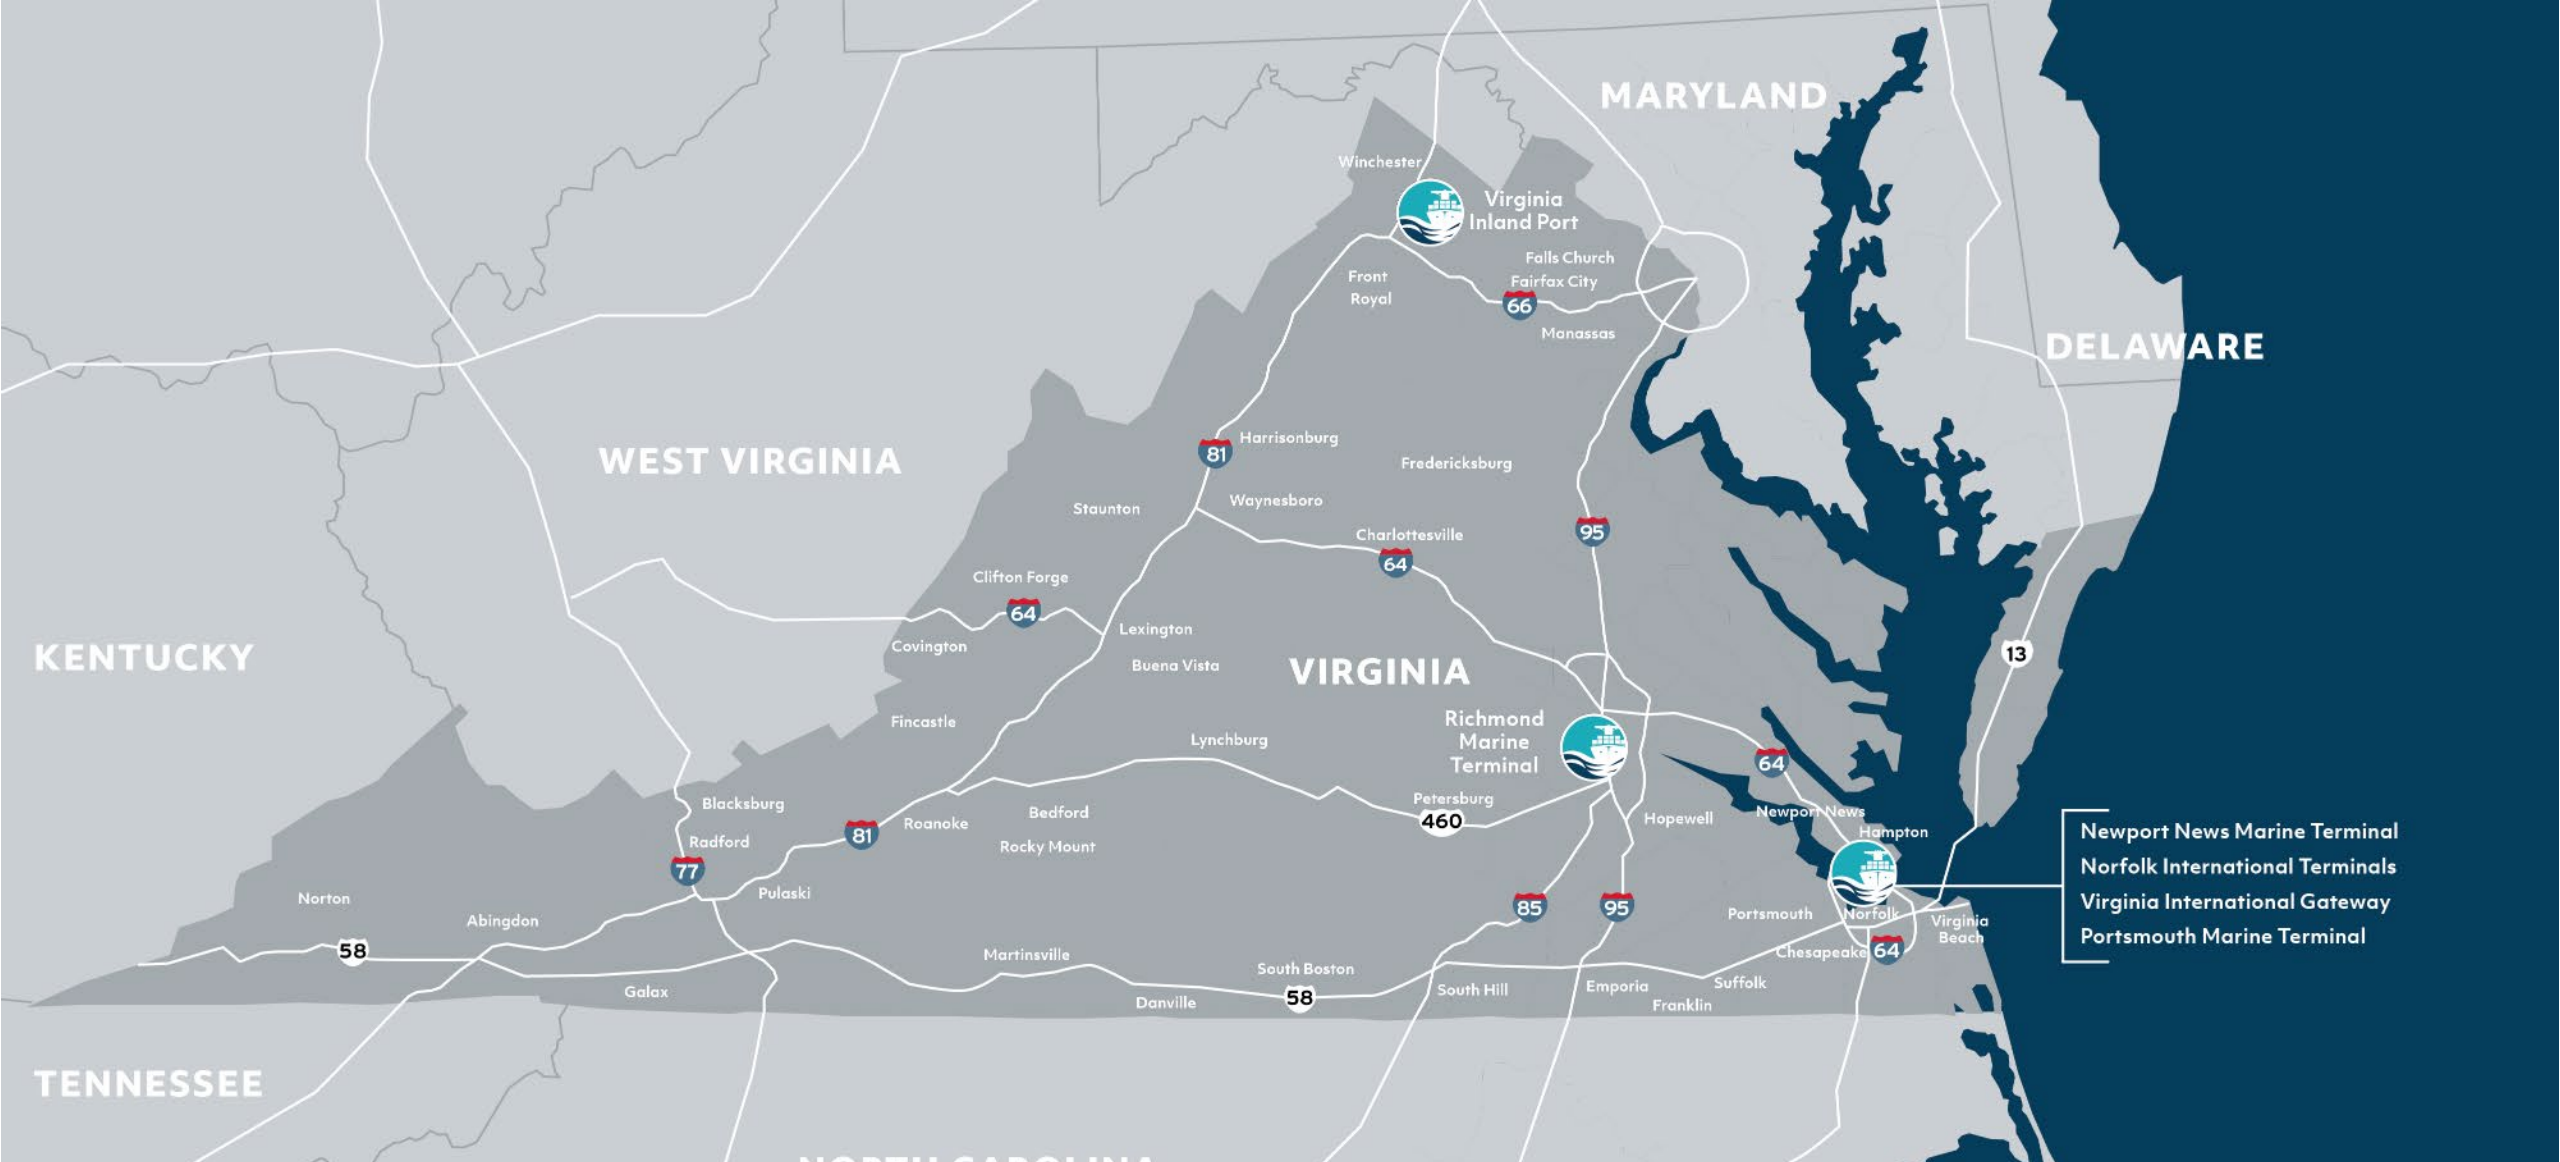 MARYLAND
Winchester
Virginia
Inland Port
Falls Church
Front
Royal
Fairfax City
66
Manassas
DELAWARE
81
Harrisonburg
WEST VIRGINIA
Fredericksburg
Staunton
Waynesboro
95
Charlottesville
64
Clifton Forge
64
Covington
Lexington
KENTUCKY
Buena Vista
VIRGINIA
13
Fincastle
Richmond
Marine
Terminal
Lynchburg
64
Blacksburg
Radford
77
81
Roanoke
Bedford
Rocky Mount
Petersburg
460
Hopewell
Newport News
Hampton
Newport News Marine Terminal
Norfolk International Terminals
Virginia International Gateway
Portsmouth Marine Terminal
Norton
Pulaski
Abingdon
58
85
95
Portsmouth
Norfolk
Virginia
Beach
Chesapeake
64
Martinsville
South Boston
58
Galax
Danville
South Hill
Emporia
Suffolk
Franklin
TENNESSEE
NORTH CAROLINA